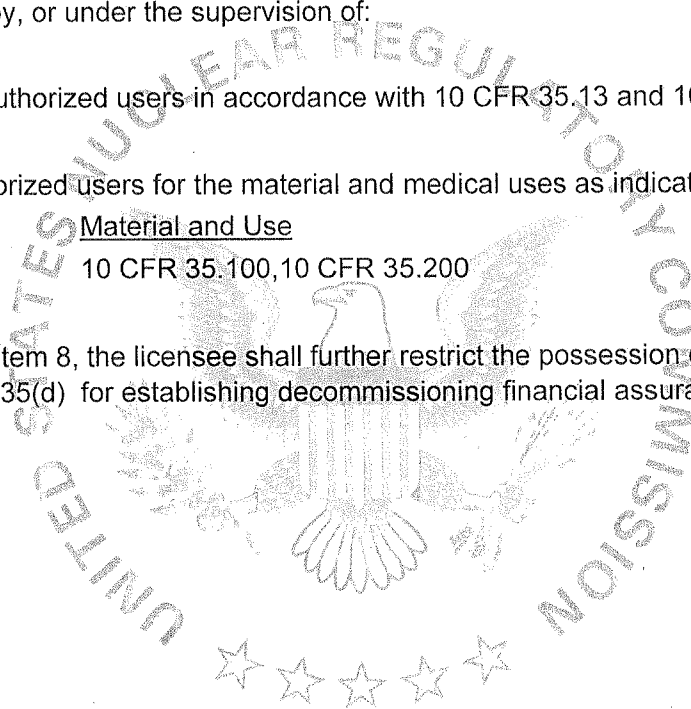 y, or under the supervision of:
uthorized users in accordance with 10 CFR 35.13 and 1
orized users for the material and medical uses as indicat
Material and Use
10 CFR 35.100,10 CFR 35.200
tem 8, the licensee shall further restrict the possession
35(d) for establishing decommissioning financial assura
UNITED STATES NUCLEAR REGULATORY COMMISSION